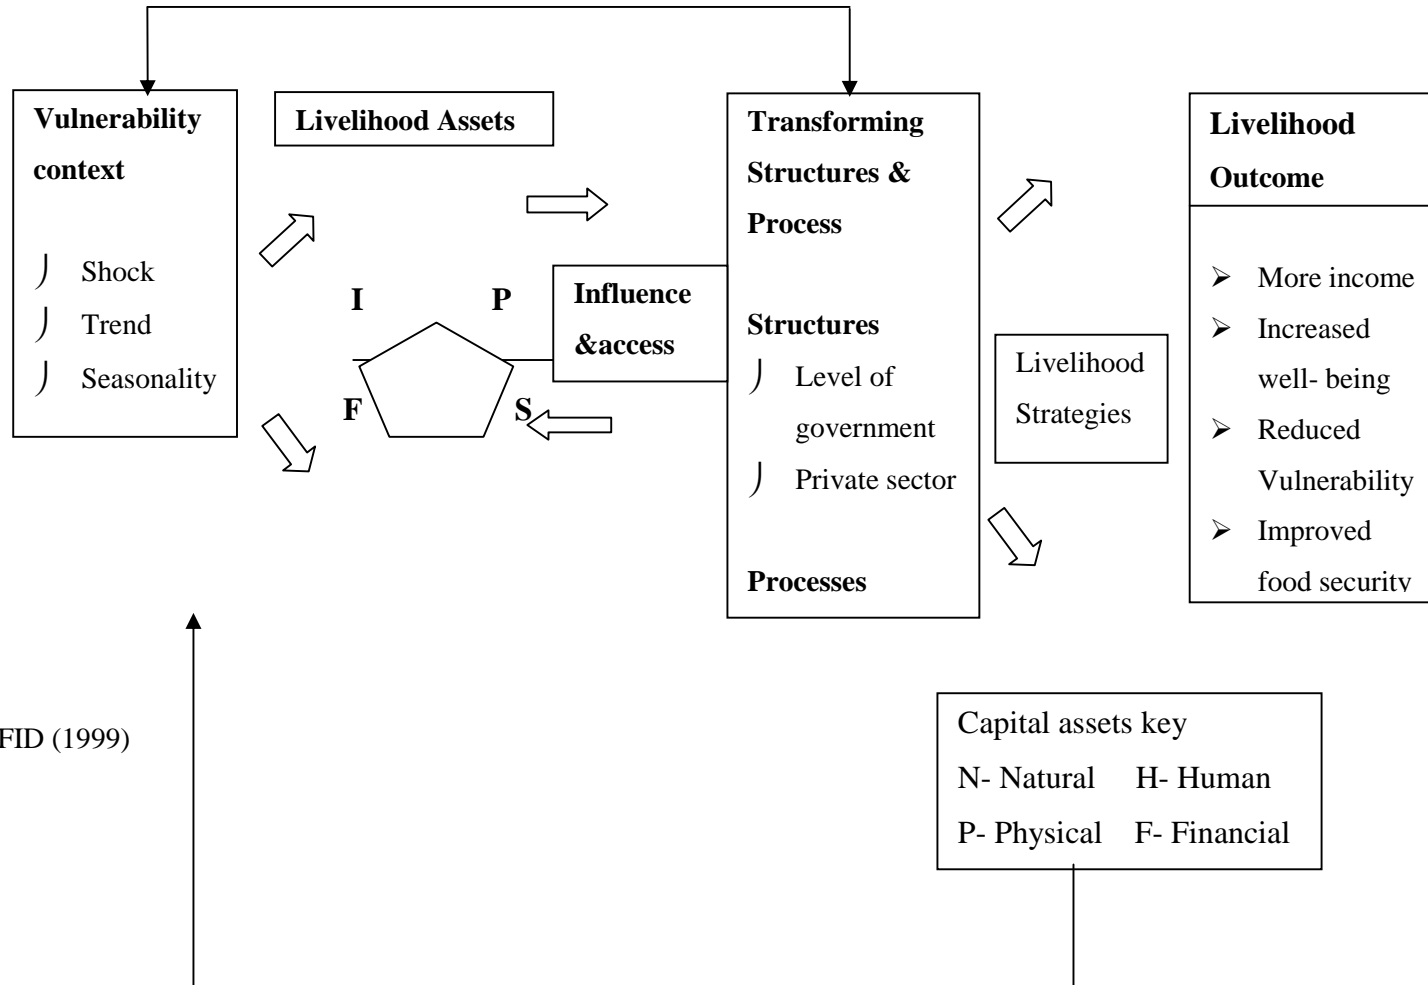 Vulnerability
context
Shock
Trend
Seasonality
Livelihood Assets
I P
F S
Influence
&access
Transforming
Structures &
Process
Structures
Level of
government
Private sector
Processes
Livelihood
Strategies
Livelihood
Outcome
➢ More income
➢ Increased
well- being
➢ Reduced
Vulnerability
➢ Improved
food security
FID (1999)
Capital assets key
N- Natural H- Human
P- Physical F- Financial